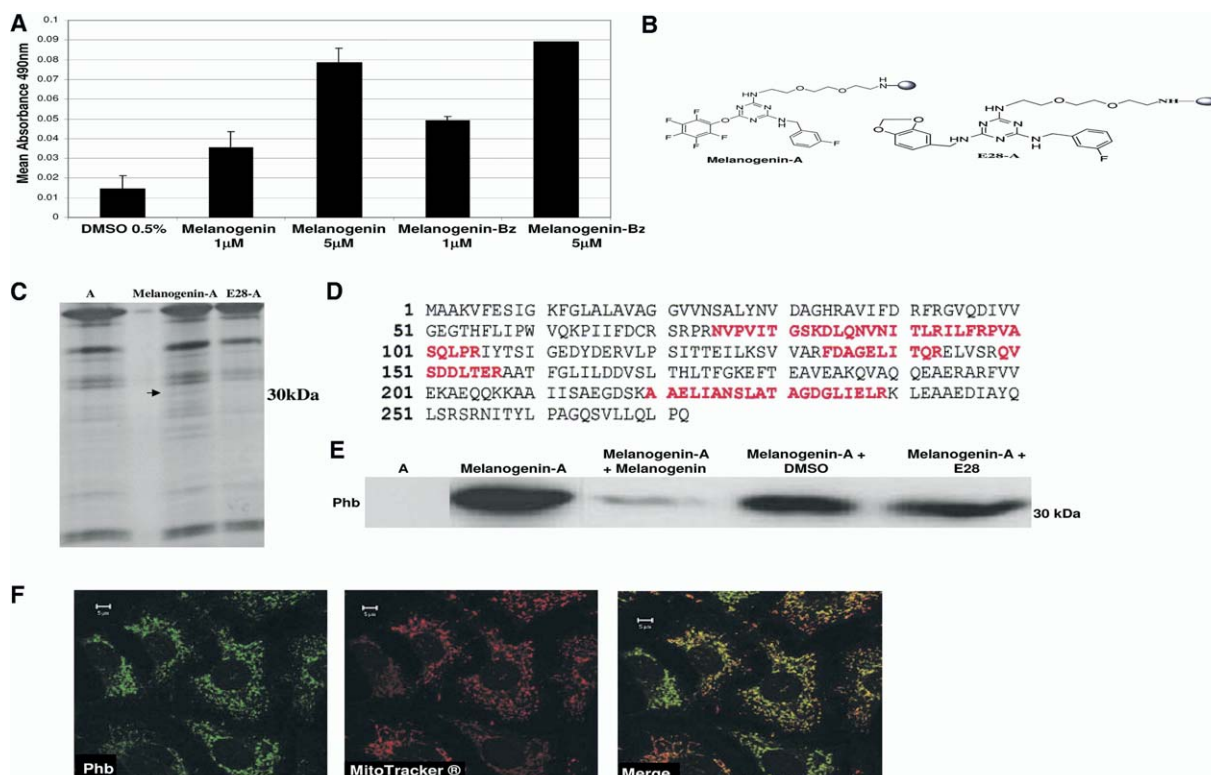 A
Mean Absorbance 490nm
0.1
0.09
0.08
0.07
0.06
0.05
0.04
0.03
0.02
0.01
0
DMSO 0.5%
Melanogenin
1µM
Melanogenin
5µM
Melanogenin-Bz
1µM
Melanogenin-Bz
5µM
B
Melanogenin-A
E28-A
C
A Melanogenin-A E28-A
30kDa
D
1 MAAKVFESIG KFGLALAVAG GVVNSALYNV DAGHRAVIFD RFRGVQDIVV
51 GEGTHFLIPW VQKPIIFDCR SRPRNVPVIT GSKDLQNVNI TLRILFRPVA
101 SQLPRIYTSI GEDYDERVLP SITTEILKSV VARFDAGELI TQRELVSRQV
151 SDDLTERAAT FGLILDDVSL THLTFGKEFT EAVEAKQVAQ QEAERARFVV
201 EKAEQQKKAA IISAEGDSKA AELIANSLAT AGDGLIELRK LEAAEDIAYQ
251 LSRSRNITYL PAGQSVLLQL PQ
E
A
Melanogenin-A
Melanogenin-A
+ Melanogenin
Melanogenin-A +
DMSO
Melanogenin-A +
E28
Phb
30 kDa
F
5µm
Phb
5µm
MitoTracker ®
5µm
Merge